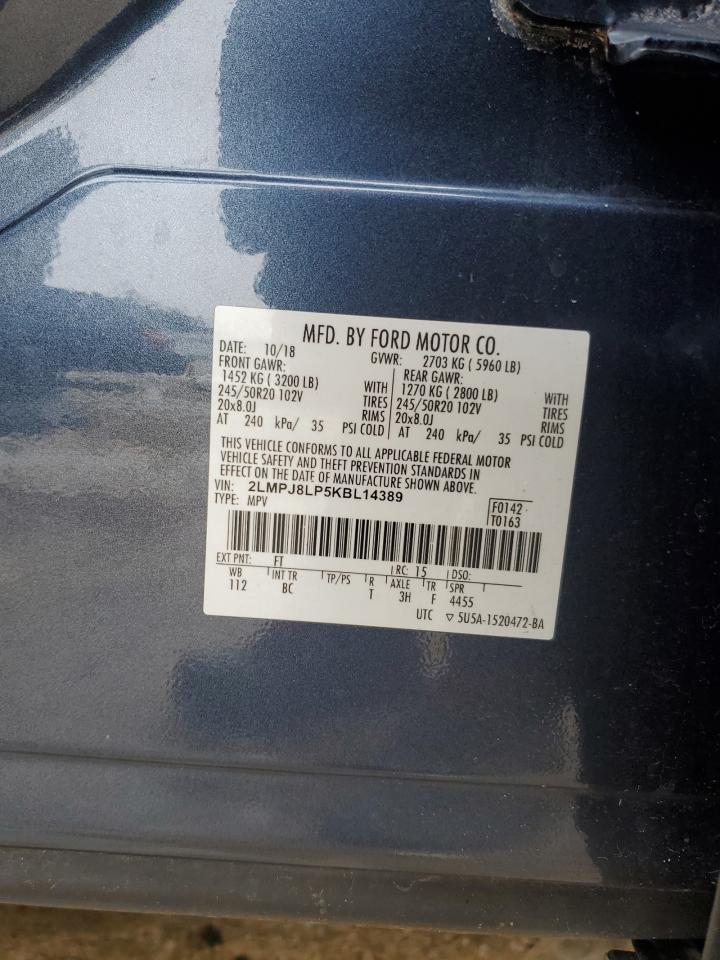 MFD. BY FORD MOTOR CO.
DATE: 10/18 GVWR: 2703 KG ( 5960 LB)
FRONT GAWR: REAR GAWR:
1452 KG ( 3200 LB) WITH 1270 KG ( 2800 LB) WiTH
245/50R20 102V TIRES 245/50R20 102V TIRES
20x8.0J RIMS 20x8.0J RIMS
AT 240 kPa/ 35 PSI COLD AT 240 kPa/ 35 PSI COLD
THIS VEHICLE CONFORMS TO ALL APPLICABLE FEDERAL MOTOR
VEHICLE SAFETY AND THEFT PREVENTION STANDARDS IN
EFFECT ON THE DATE OF MANUFACTURE SHOWN ABOVE.
VIN: 2LMPJ8LP5KBL14389
TYPE: MPV
F0142
T0163
EXT PNT: FT RC: 15 DSO:
WB INT TR TP/PS R AXLE TR SPR
112 BC T 3H F 4455
UTC ▽ 5U5A-1520472-BA